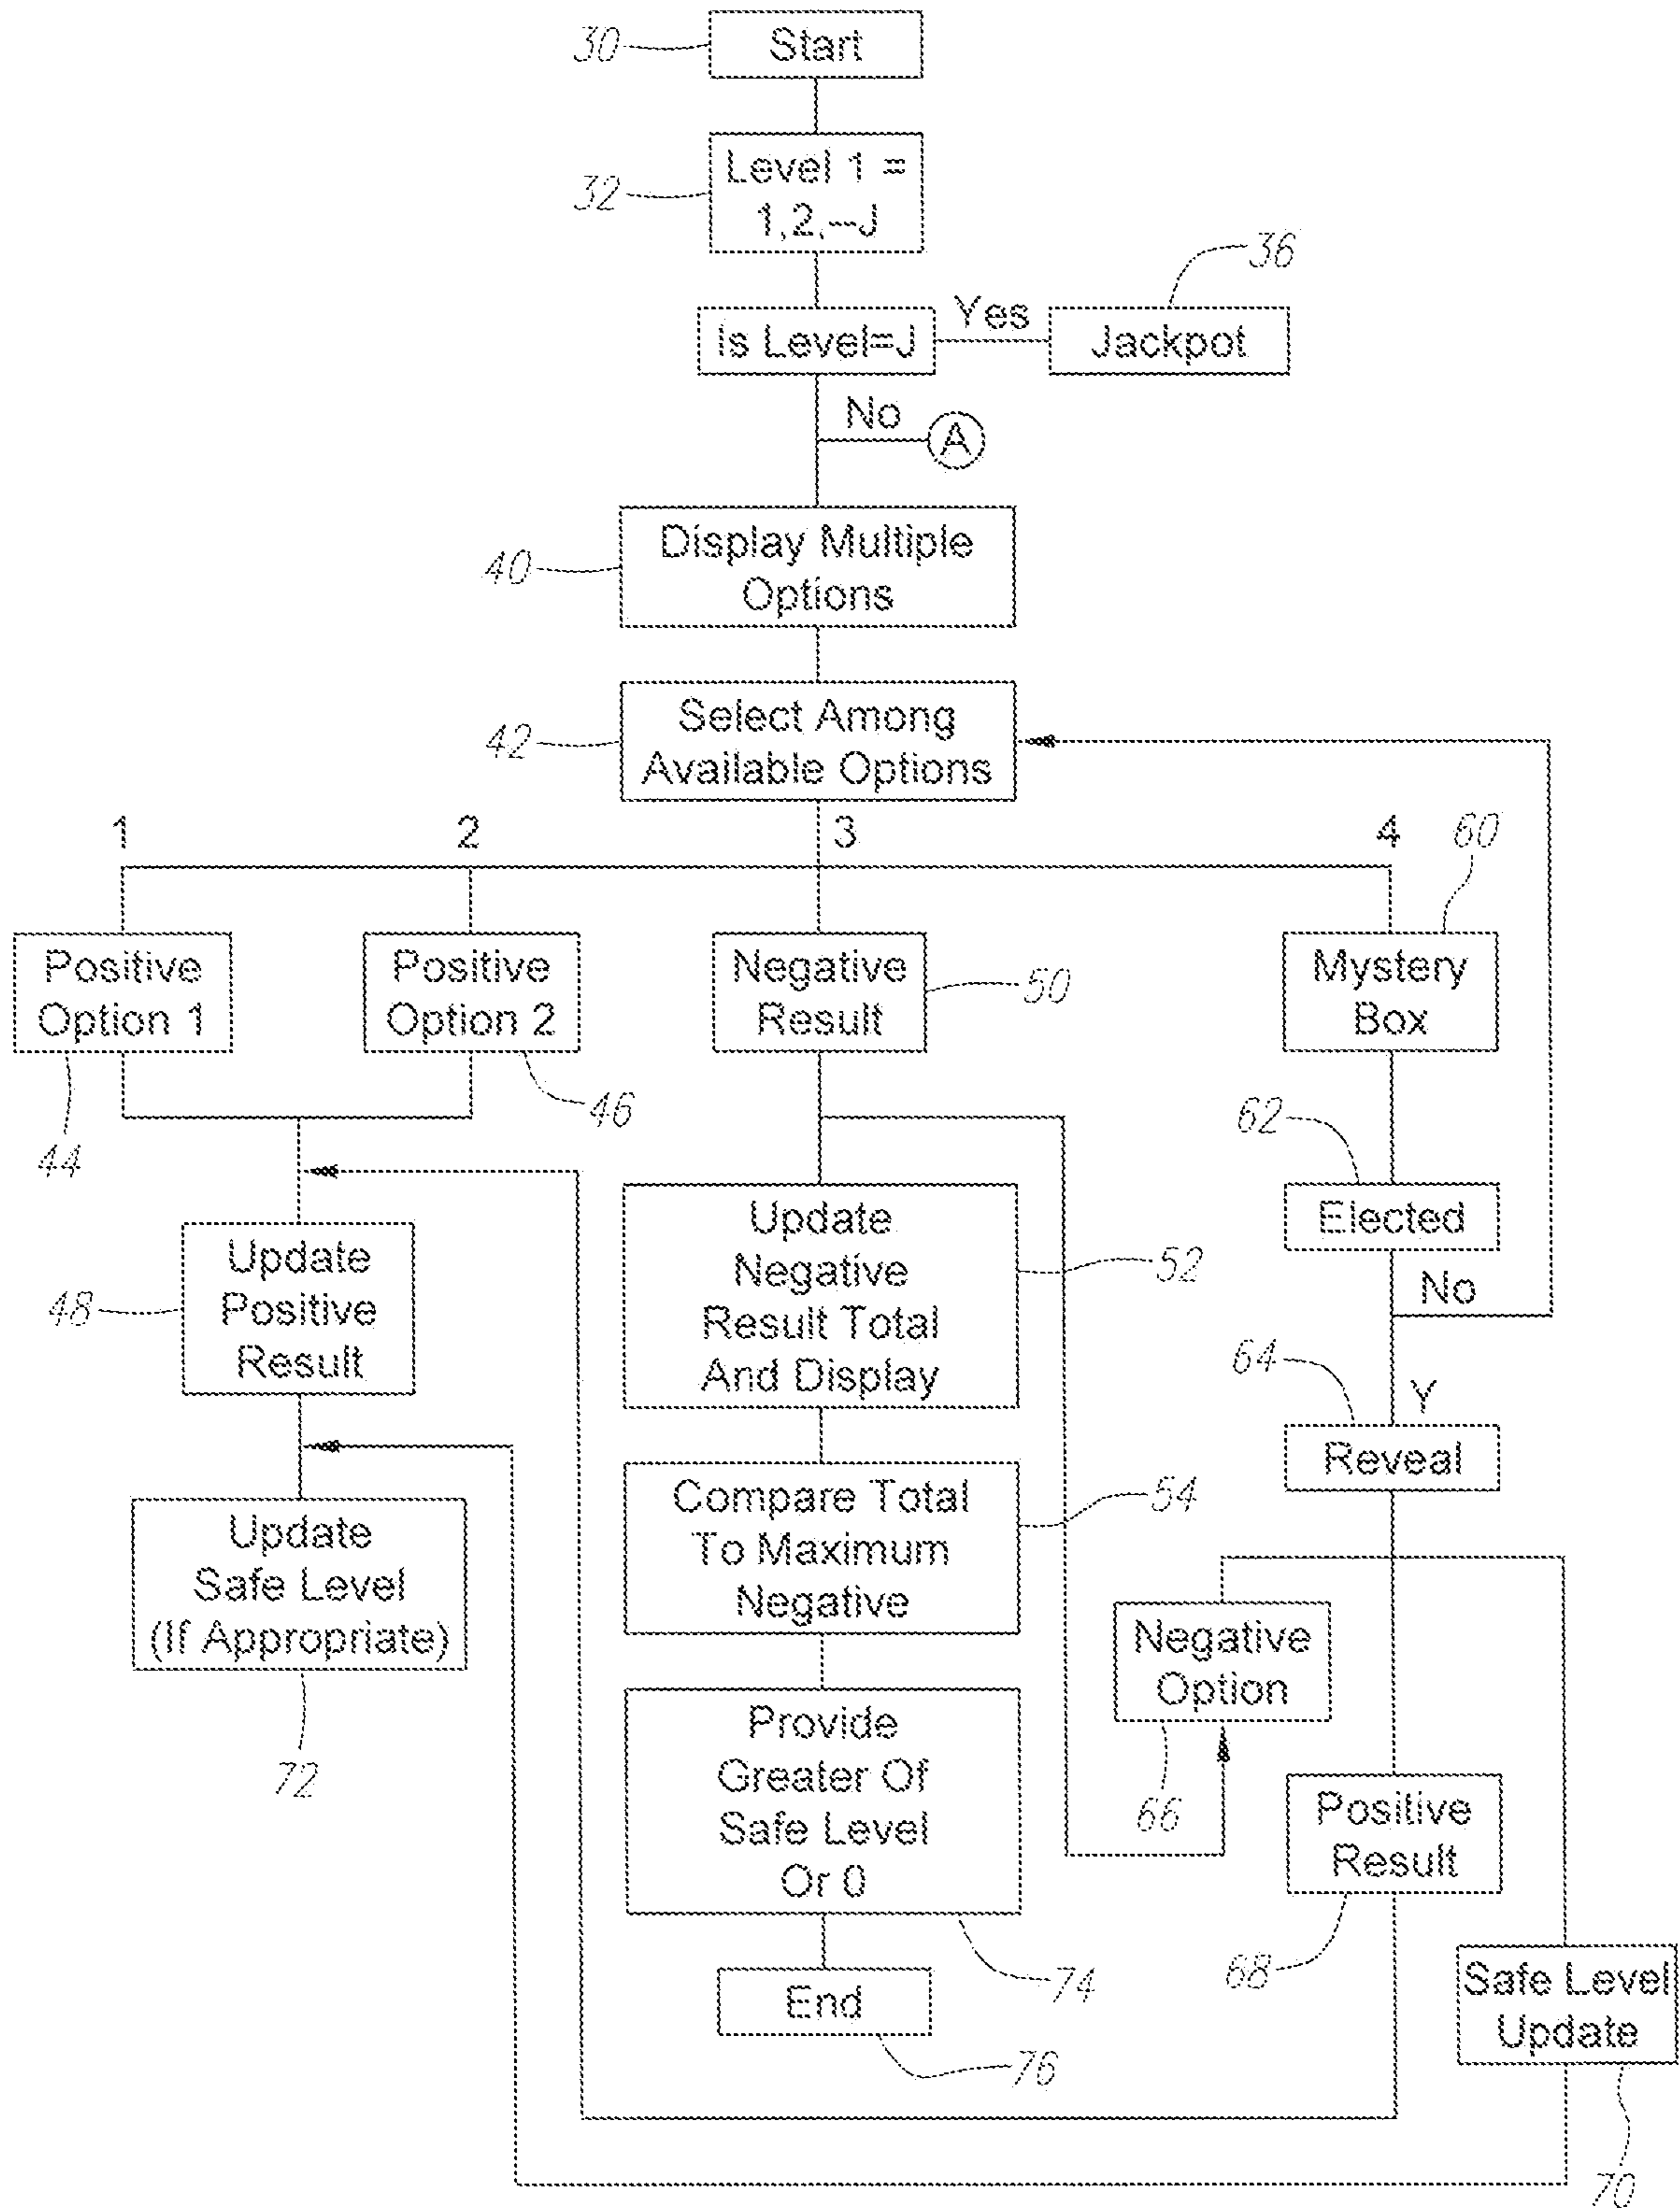 30
Start
32
Level 1 =
1,2,--J
36
Is Level=J
Yes
Jackpot
No
A
40
Display Multiple
Options
42
Select Among
Available Options
1
2
3
4
60
Positive
Option 1
Positive
Option 2
Negative
Result
50
Mystery
Box
44
46
62
Elected
No
48
Update
Positive
Result
Update
Negative
Result Total
And Display
52
64
Y
Reveal
Update
Safe Level
(If Appropriate)
72
Compare Total
To Maximum
Negative
54
Negative
Option
66
Provide
Greater Of
Safe Level
Or 0
74
Positive
Result
68
End
76
Safe Level
Update
70